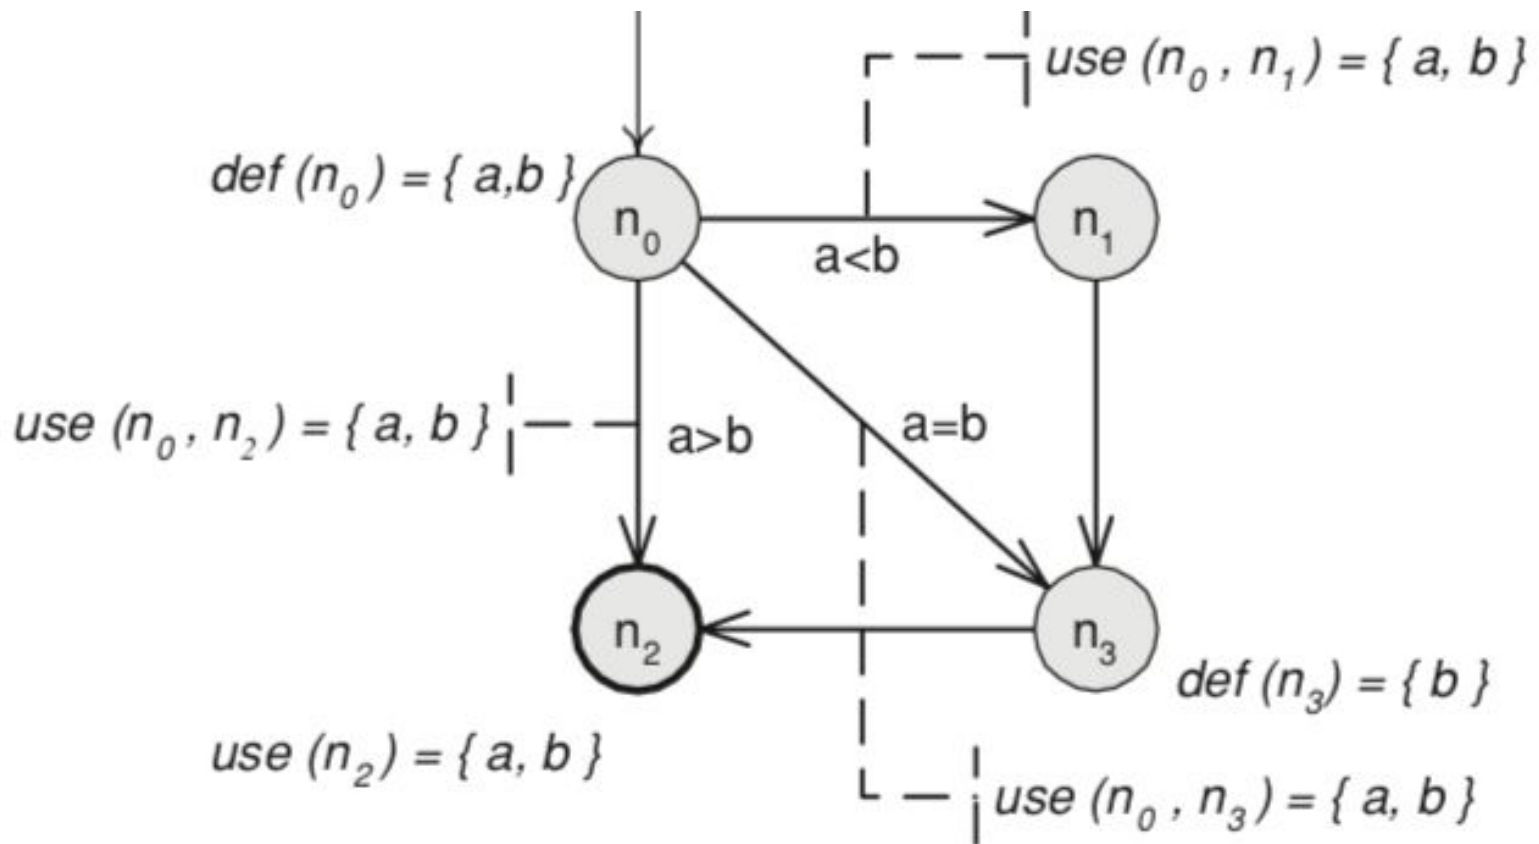 use (n₀ , n₁ ) = { a, b }
def (n₀ ) = { a,b }
n₀
n₁
a<b
use (n₀ , n₂ ) = { a, b }
a>b
a=b
n₂
n₃
def (n₃) = { b }
use (n₂ ) = { a, b }
use (n₀ , n₃ ) = { a, b }